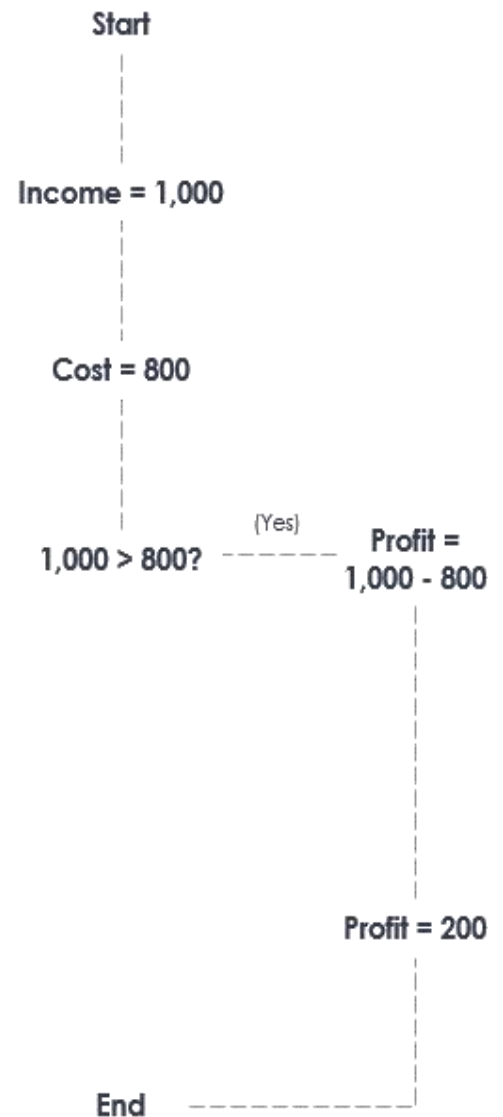 Start
Income = 1,000
Cost = 800
1,000 > 800?
(Yes)
Profit =
1,000 - 800
Profit = 200
End